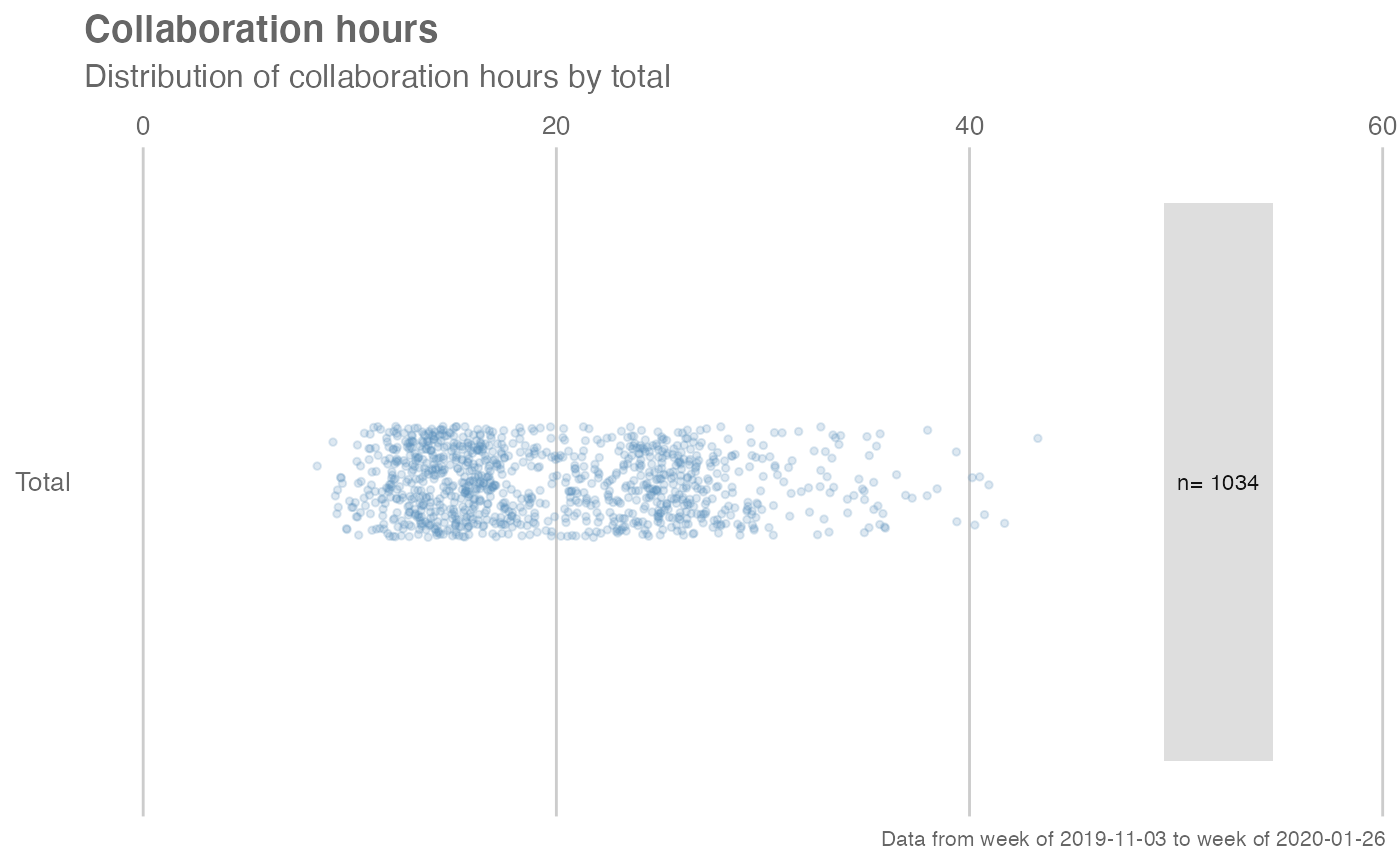 Collaboration hours
Distribution of collaboration hours by total
0 20 40 60
Total
n= 1034
Data from week of 2019-11-03 to week of 2020-01-26